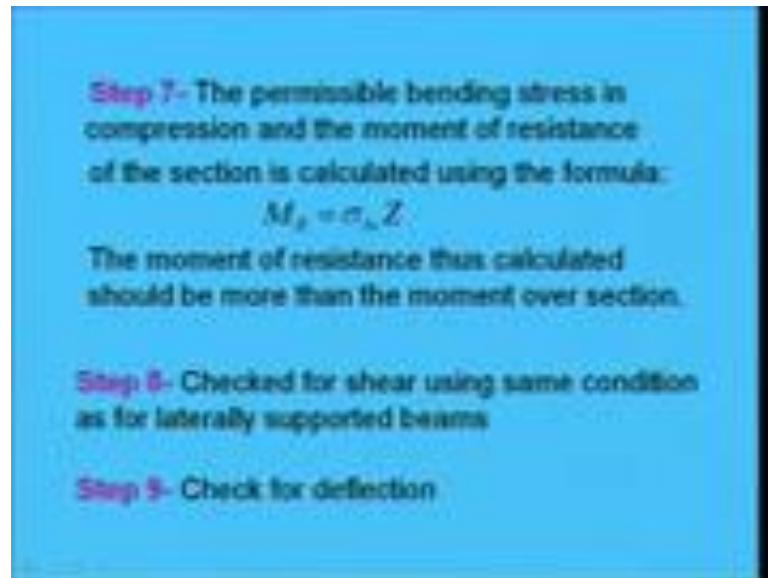 Step 7- The permissible bending stress in
compression and the moment of resistance
of the section is calculated using the formula:
M_R = σ_bc Z
The moment of resistance thus calculated
should be more than the moment over section.
Step 8- Checked for shear using same condition
as for laterally supported beams
Step 9- Check for deflection